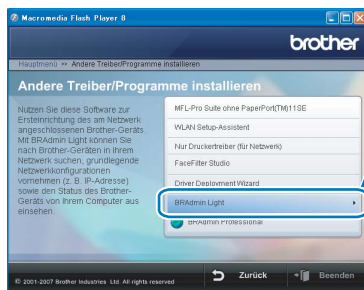 Macromedia Flash Player 8
brother
Hauptmenü >> Andere Treiber/Programme installieren
Andere Treiber/Programme installieren
Nutzen Sie diese Software zur
Ersteinrichtung des am Netzwerk
angeschlossenen Brother-Geräts.
Mit BRAdmin Light können Sie
nach Brother-Geräten in Ihrem
Netzwerk suchen, grundlegende
Netzwerkkonfigurationen
vornehmen (z. B. IP-Adresse)
sowie den Status des Brother-
Geräts von Ihrem Computer aus
einsehen.
MFL-Pro Suite ohne PaperPort(TM)11SE
WLAN Setup-Assistent
Nur Druckertreiber (für Netzwerk)
FaceFilter Studio
Driver Deployment Wizard
BRAdmin Light
BRAdmin Professional
© 2001-2007 Brother Industries Ltd. All rights reserved
Zurück
Beenden